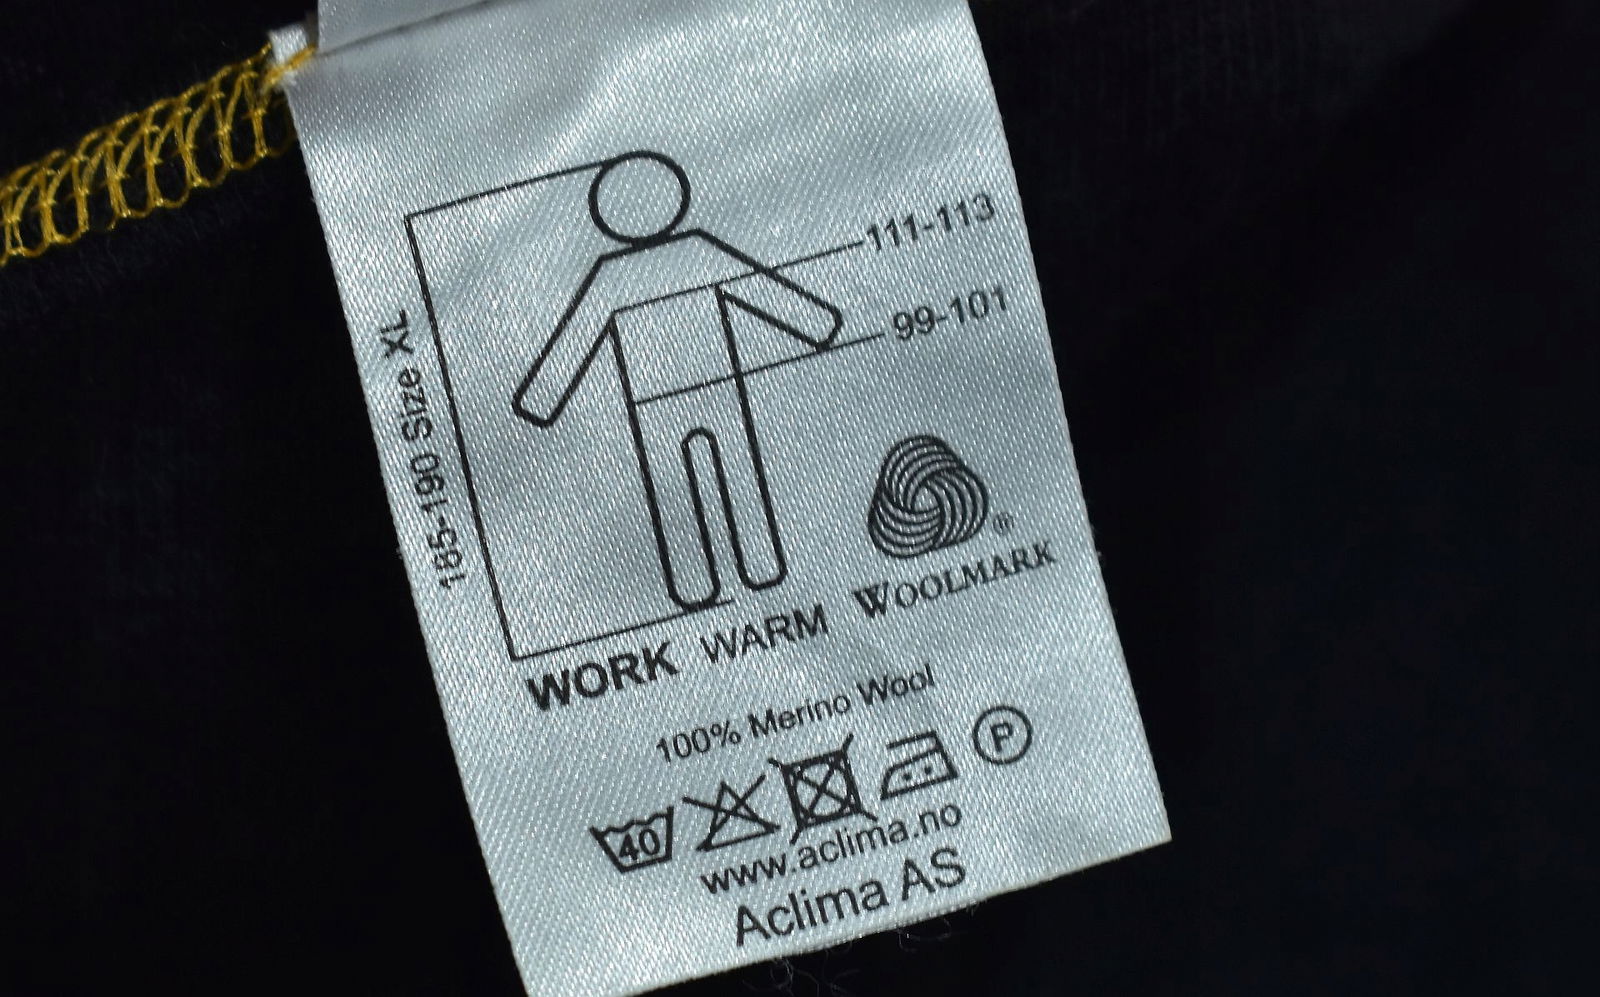 185-190 Size XL
111-113
99-101
WOOLMARK ®
WORK WARM
100% Merino Wool
40 P
www.aclima.no
Aclima AS